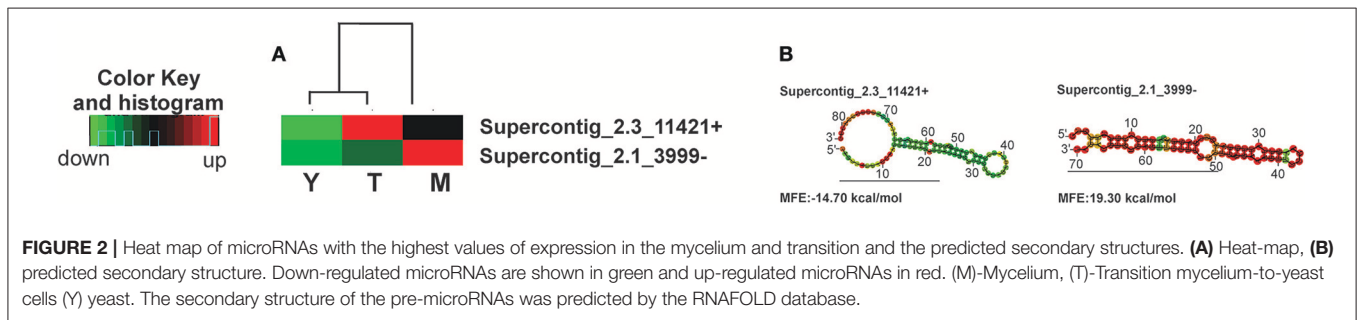 A
Color Key
and histogram
down
up
Supercontig_2.3_11421+
Supercontig_2.1_3999-
Y T M
B
Supercontig_2.3_11421+
80
70
3'
5'
60
50
40
10
20
30
MFE:-14.70 kcal/mol
Supercontig_2.1_3999-
10
20
30
5'
3'
70
60
50
40
MFE:19.30 kcal/mol
FIGURE 2 | Heat map of microRNAs with the highest values of expression in the mycelium and transition and the predicted secondary structures. (A) Heat-map, (B)
predicted secondary structure. Down-regulated microRNAs are shown in green and up-regulated microRNAs in red. (M)-Mycelium, (T)-Transition mycelium-to-yeast
cells (Y) yeast. The secondary structure of the pre-microRNAs was predicted by the RNAFOLD database.